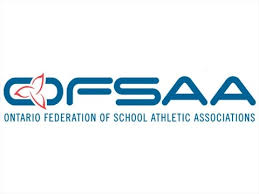 OFSAA
ONTARIO FEDERATION OF SCHOOL ATHLETIC ASSOCIATIONS